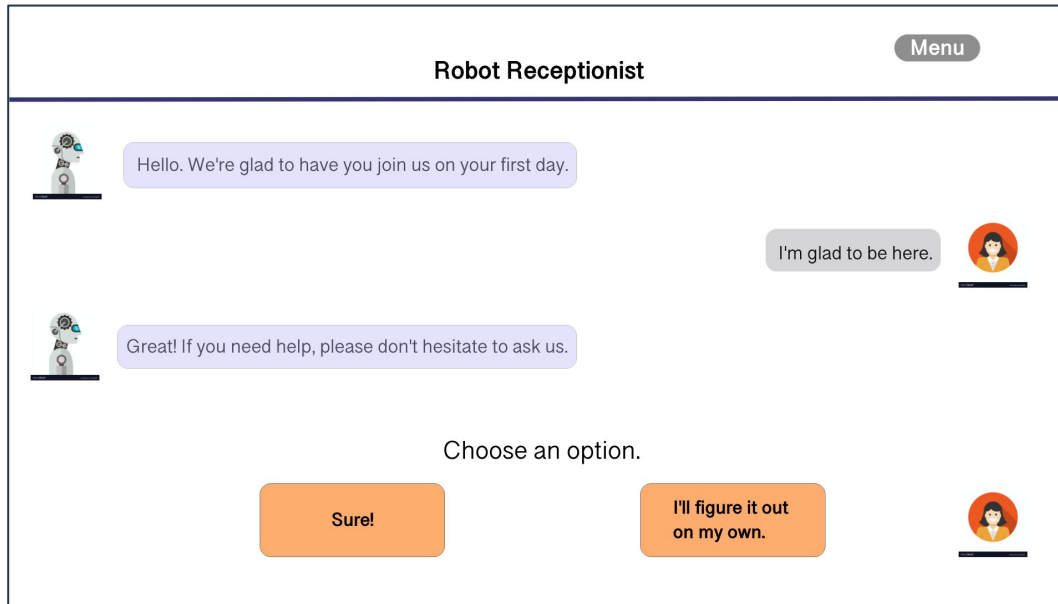 Menu
Robot Receptionist
Hello. We're glad to have you join us on your first day.
I'm glad to be here.
Great! If you need help, please don't hesitate to ask us.
Choose an option.
Sure!
I'll figure it out
on my own.